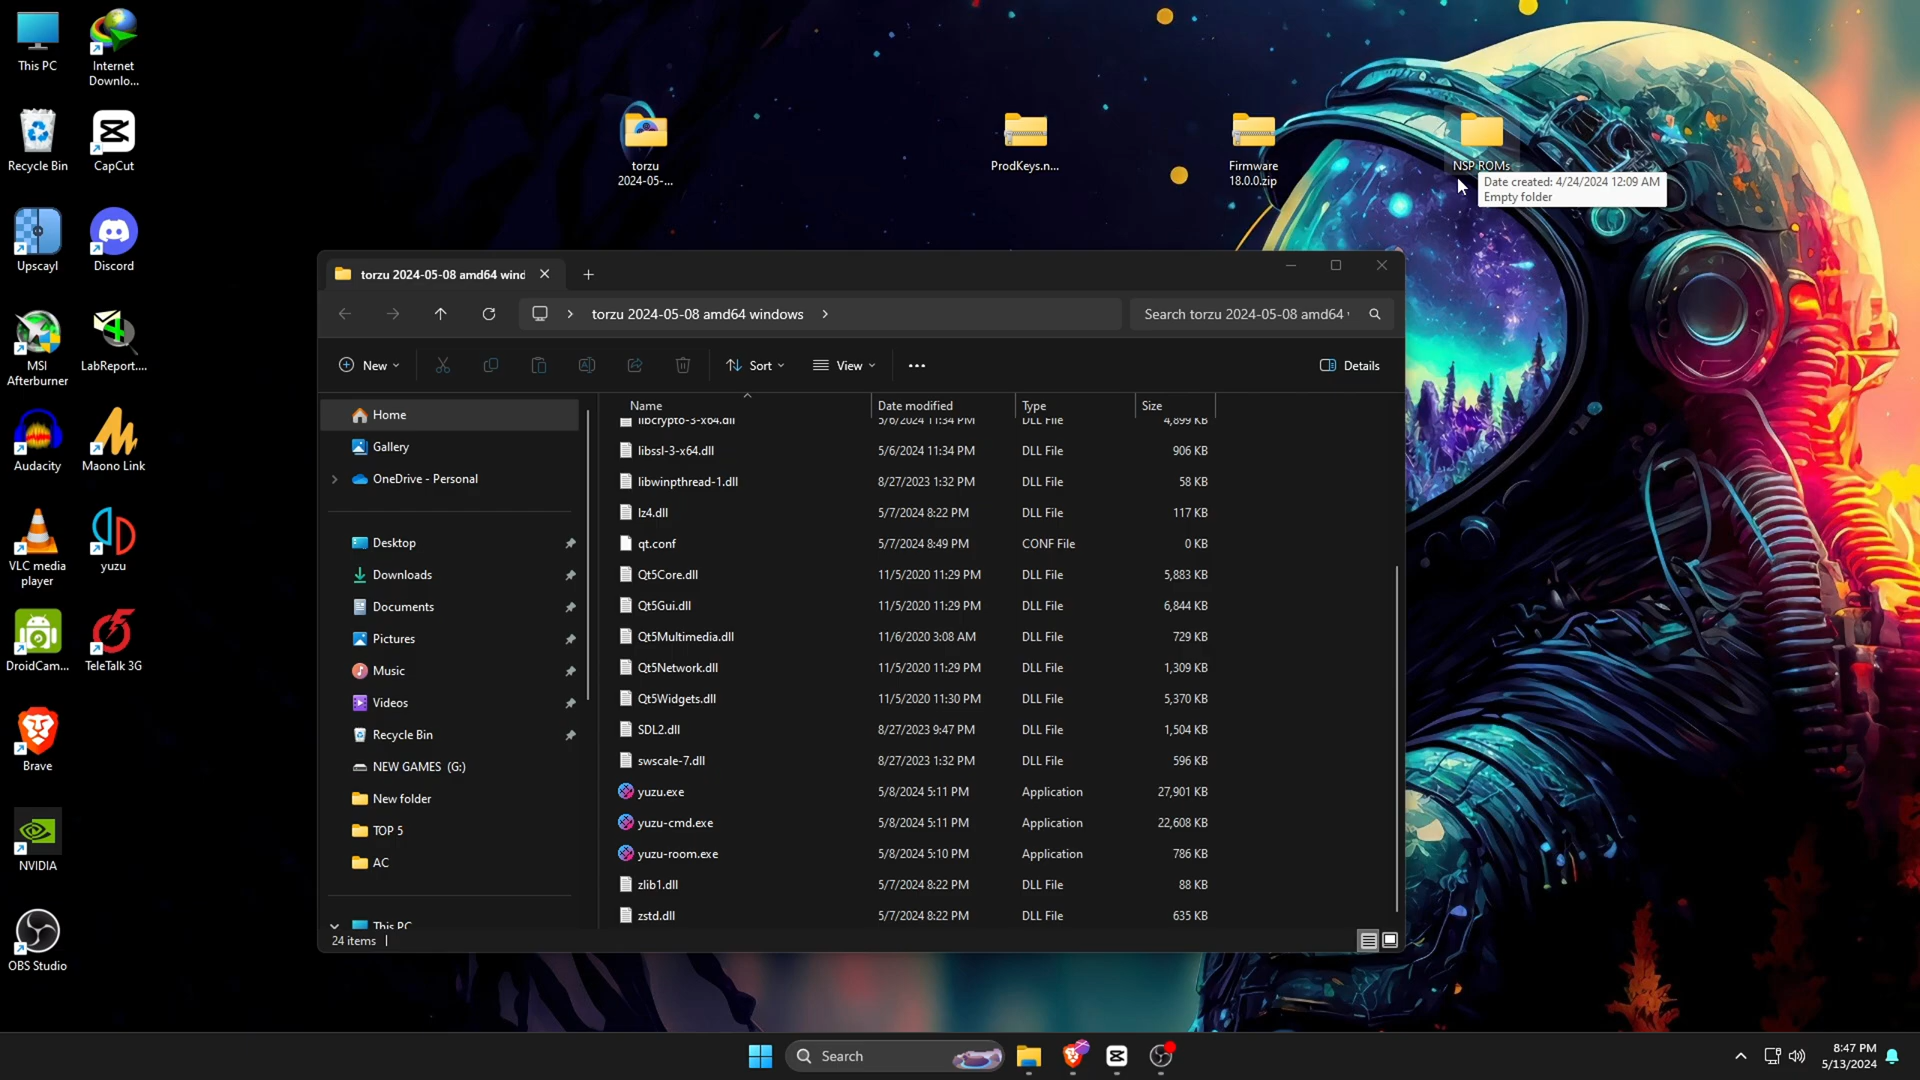 This PC
Internet
Downlo...
Recycle Bin
CapCut
Upscayl
Discord
MSI
Afterburner
LabReport....
Audacity
Maono Link
VLC media
player
yuzu
DroidCam...
TeleTalk 3G
Brave
NVIDIA
OBS Studio
torzu
2024-05-...
ProdKeys.n...
Firmware
18.0.0.zip
NSP ROMs
Date created: 4/24/2024 12:09 AM
Empty folder
torzu 2024-05-08 amd64 wind
torzu 2024-05-08 amd64 windows
Search torzu 2024-05-08 amd64
New
Sort
View
Details
Home
Gallery
OneDrive - Personal
Desktop
Downloads
Documents
Pictures
Music
Videos
Recycle Bin
NEW GAMES (G:)
New folder
TOP 5
AC
This PC
Name Date modified Type Size
libcrypto-3-x64.dll 5/6/2024 11:34 PM DLL File 4,899 KB
libssl-3-x64.dll 5/6/2024 11:34 PM DLL File 906 KB
libwinpthread-1.dll 8/27/2023 1:32 PM DLL File 58 KB
lz4.dll 5/7/2024 8:22 PM DLL File 117 KB
qt.conf 5/7/2024 8:49 PM CONF File 0 KB
Qt5Core.dll 11/5/2020 11:29 PM DLL File 5,883 KB
Qt5Gui.dll 11/5/2020 11:29 PM DLL File 6,844 KB
Qt5Multimedia.dll 11/6/2020 3:08 AM DLL File 729 KB
Qt5Network.dll 11/5/2020 11:29 PM DLL File 1,309 KB
Qt5Widgets.dll 11/5/2020 11:30 PM DLL File 5,370 KB
SDL2.dll 8/27/2023 9:47 PM DLL File 1,504 KB
swscale-7.dll 8/27/2023 1:32 PM DLL File 596 KB
yuzu.exe 5/8/2024 5:11 PM Application 27,901 KB
yuzu-cmd.exe 5/8/2024 5:11 PM Application 22,608 KB
yuzu-room.exe 5/8/2024 5:10 PM Application 786 KB
zlib1.dll 5/7/2024 8:22 PM DLL File 88 KB
zstd.dll 5/7/2024 8:22 PM DLL File 635 KB
24 items
Search
8:47 PM
5/13/2024